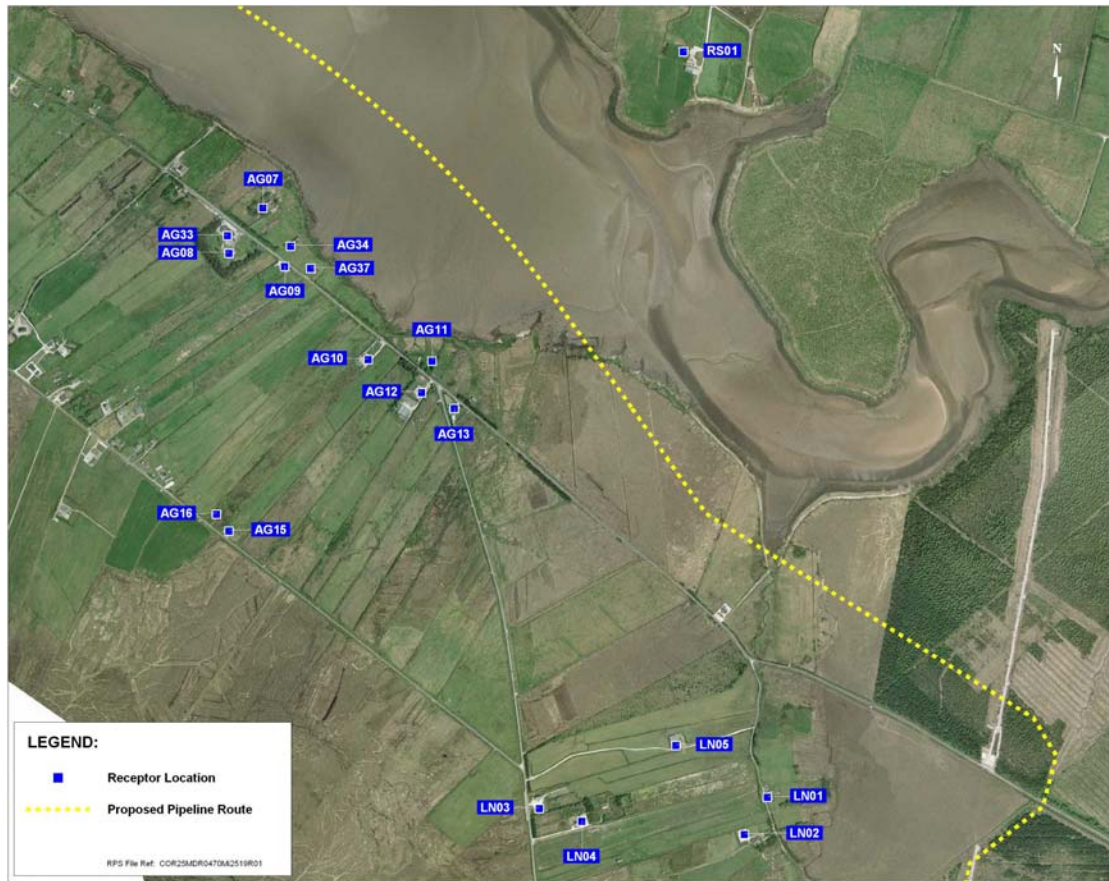 RS01
N
AG07
AG33
AG34
AG08
AG37
AG09
AG11
AG10
AG12
AG13
AG16
AG15
LN05
LN03
LN01
LN04
LN02
LEGEND:
Receptor Location
Proposed Pipeline Route
RPS File Ref: COR25MDR0470Mi2519R01